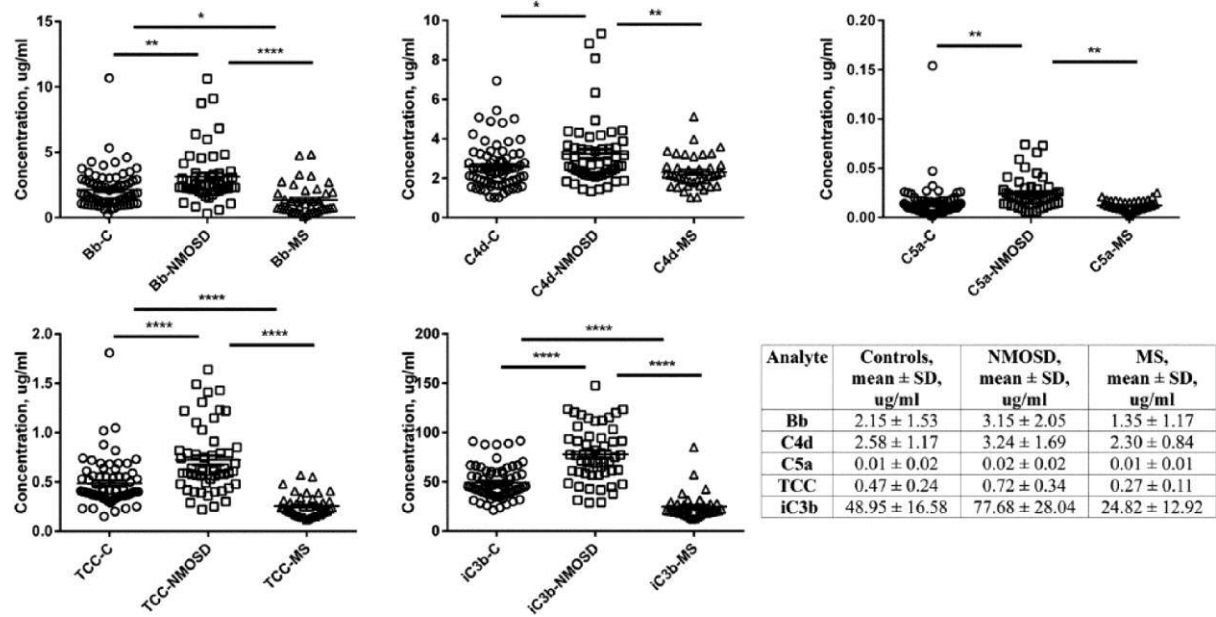 *
**
****
Concentration, ug/ml
15
10
5
0
Bb-C
Bb-NMOSD
Bb-MS
*
**
Concentration, ug/ml
10
8
6
4
2
0
C4d-C
C4d-NMOSD
C4d-MS
**
**
Concentration, ug/ml
0.20
0.15
0.10
0.05
0.00
C5a-C
C5a-NMOSD
C5a-MS
****
****
****
Concentration, ug/ml
2.0
1.5
1.0
0.5
0.0
TCC-C
TCC-NMOSD
TCC-MS
****
****
****
Concentration, ug/ml
200
150
100
50
0
iC3b-C
iC3b-NMOSD
iC3b-MS
Analyte Controls, mean ± SD, ug/ml NMOSD, mean ± SD, ug/ml MS, mean ± SD, ug/ml
Bb 2.15 ± 1.53 3.15 ± 2.05 1.35 ± 1.17
C4d 2.58 ± 1.17 3.24 ± 1.69 2.30 ± 0.84
C5a 0.01 ± 0.02 0.02 ± 0.02 0.01 ± 0.01
TCC 0.47 ± 0.24 0.72 ± 0.34 0.27 ± 0.11
iC3b 48.95 ± 16.58 77.68 ± 28.04 24.82 ± 12.92